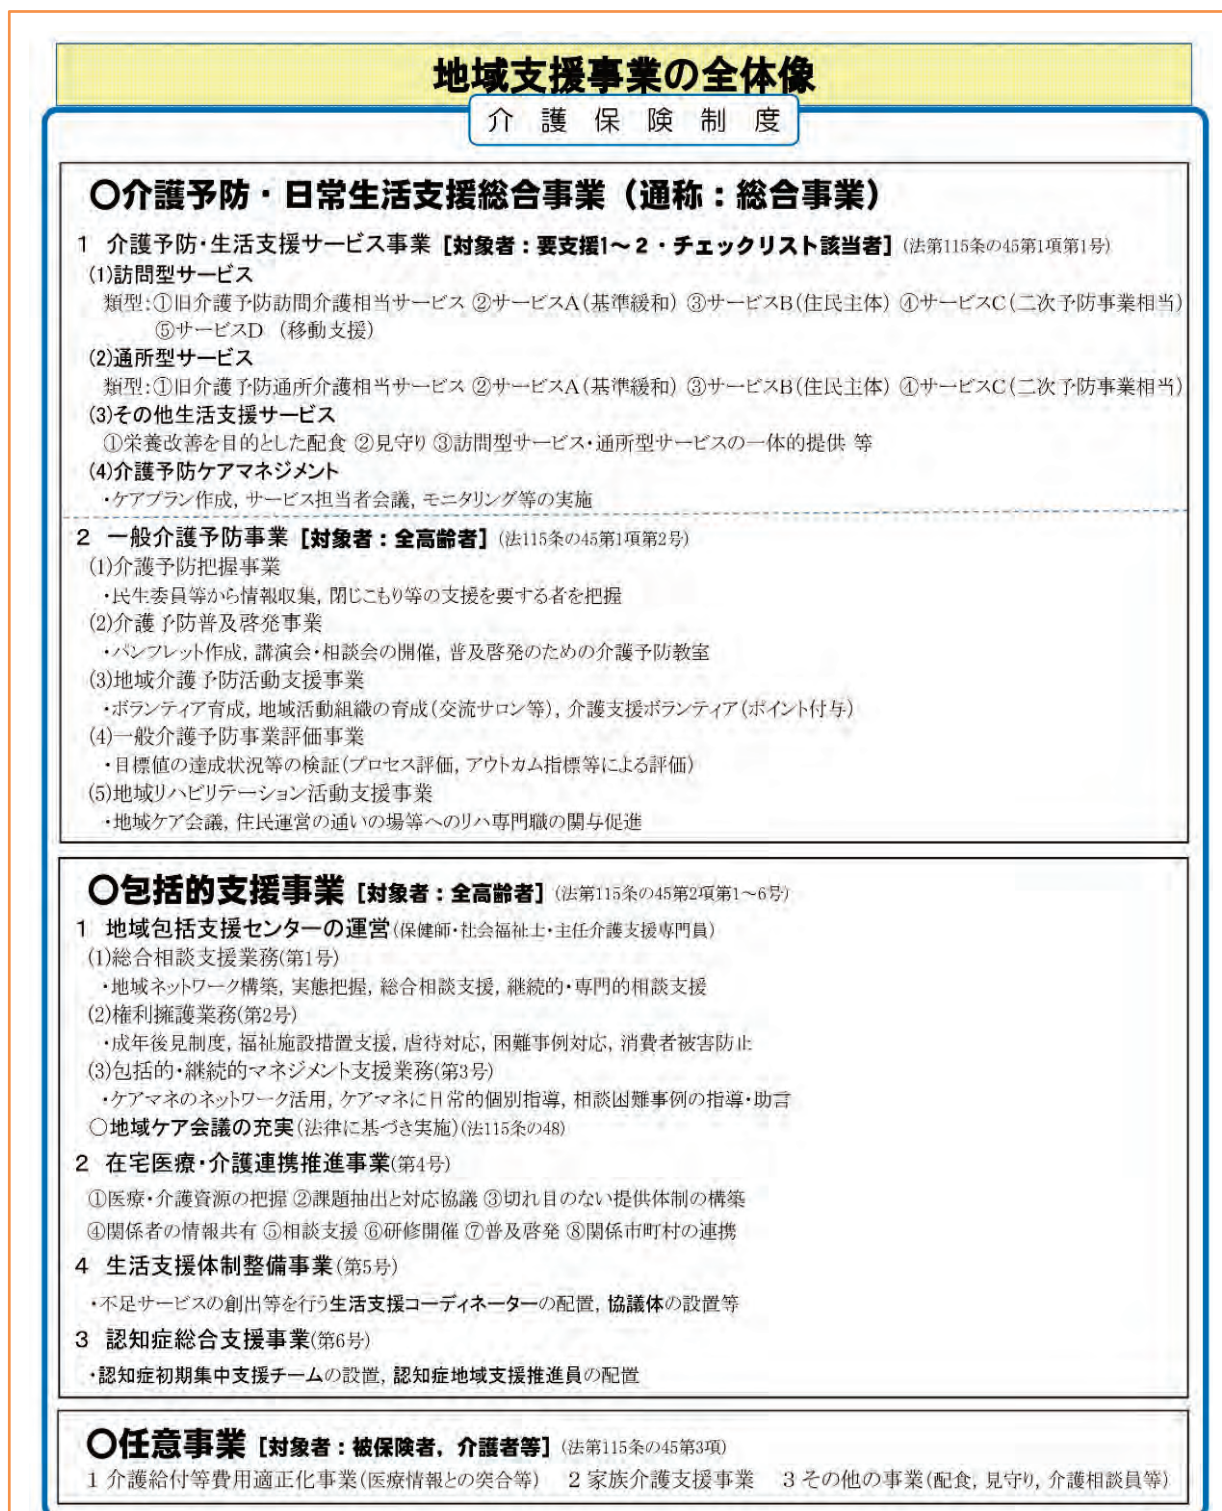 地域支援事業の全体像
介護保険制度
〇介護予防・日常生活支援総合事業（通称：総合事業）
1 介護予防・生活支援サービス事業［対象者：要支援1～2・チェックリスト該当者］(法第115条の45第1項第1号)
(1)訪問型サービス
類型:①旧介護予防訪問介護相当サービス ②サービスA(基準緩和) ③サービスB(住民主体) ④サービスC(二次予防事業相当)
⑤サービスD (移動支援)
(2)通所型サービス
類型:①旧介護予防通所介護相当サービス ②サービスA(基準緩和) ③サービスB(住民主体) ④サービスC(二次予防事業相当)
(3)その他生活支援サービス
①栄養改善を目的とした配食 ②見守り ③訪問型サービス・通所型サービスの一体的提供 等
(4)介護予防ケアマネジメント
・ケアプラン作成, サービス担当者会議, モニタリング等の実施
2 一般介護予防事業［対象者：全高齢者］(法115条の45第1項第2号)
(1)介護予防把握事業
・民生委員等から情報収集, 閉じこもり等の支援を要する者を把握
(2)介護予防普及啓発事業
・パンフレット作成, 講演会・相談会の開催, 普及啓発のための介護予防教室
(3)地域介護予防活動支援事業
・ボランティア育成, 地域活動組織の育成(交流サロン等), 介護支援ボランティア(ポイント付与)
(4)一般介護予防事業評価事業
・目標値の達成状況等の検証(プロセス評価, アウトカム指標等による評価)
(5)地域リハビリテーション活動支援事業
・地域ケア会議, 住民運営の通いの場等へのリハ専門職の関与促進
〇包括的支援事業［対象者：全高齢者］(法第115条の45第2項第1～6号)
1 地域包括支援センターの運営(保健師・社会福祉士・主任介護支援専門員)
(1)総合相談支援業務(第1号)
・地域ネットワーク構築, 実態把握, 総合相談支援, 継続的・専門的相談支援
(2)権利擁護業務(第2号)
・成年後見制度, 福祉施設措置支援, 虐待対応, 困難事例対応, 消費者被害防止
(3)包括的・継続的マネジメント支援業務(第3号)
・ケアマネのネットワーク活用, ケアマネに日常的個別指導, 相談困難事例の指導・助言
〇地域ケア会議の充実(法律に基づき実施)(法115条の48)
2 在宅医療・介護連携推進事業(第4号)
①医療・介護資源の把握 ②課題抽出と対応協議 ③切れ目のない提供体制の構築
④関係者の情報共有 ⑤相談支援 ⑥研修開催 ⑦普及啓発 ⑧関係市町村の連携
4 生活支援体制整備事業(第5号)
・不足サービスの創出等を行う生活支援コーディネーターの配置, 協議体の設置等
3 認知症総合支援事業(第6号)
・認知症初期集中支援チームの設置, 認知症地域支援推進員の配置
〇任意事業［対象者：被保険者，介護者等］(法第115条の45第3項)
1 介護給付等費用適正化事業(医療情報との突合等) 2 家族介護支援事業 3 その他の事業(配食, 見守り, 介護相談員等)